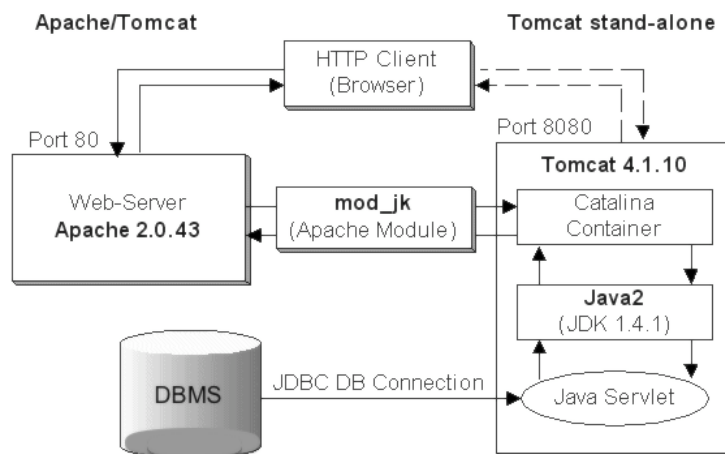 Apache/Tomcat
Tomcat stand-alone
HTTP Client
(Browser)
Port 80
Port 8080
Web-Server
Apache 2.0.43
mod_jk
(Apache Module)
Tomcat 4.1.10
Catalina
Container
Java2
(JDK 1.4.1)
DBMS
JDBC DB Connection
Java Servlet